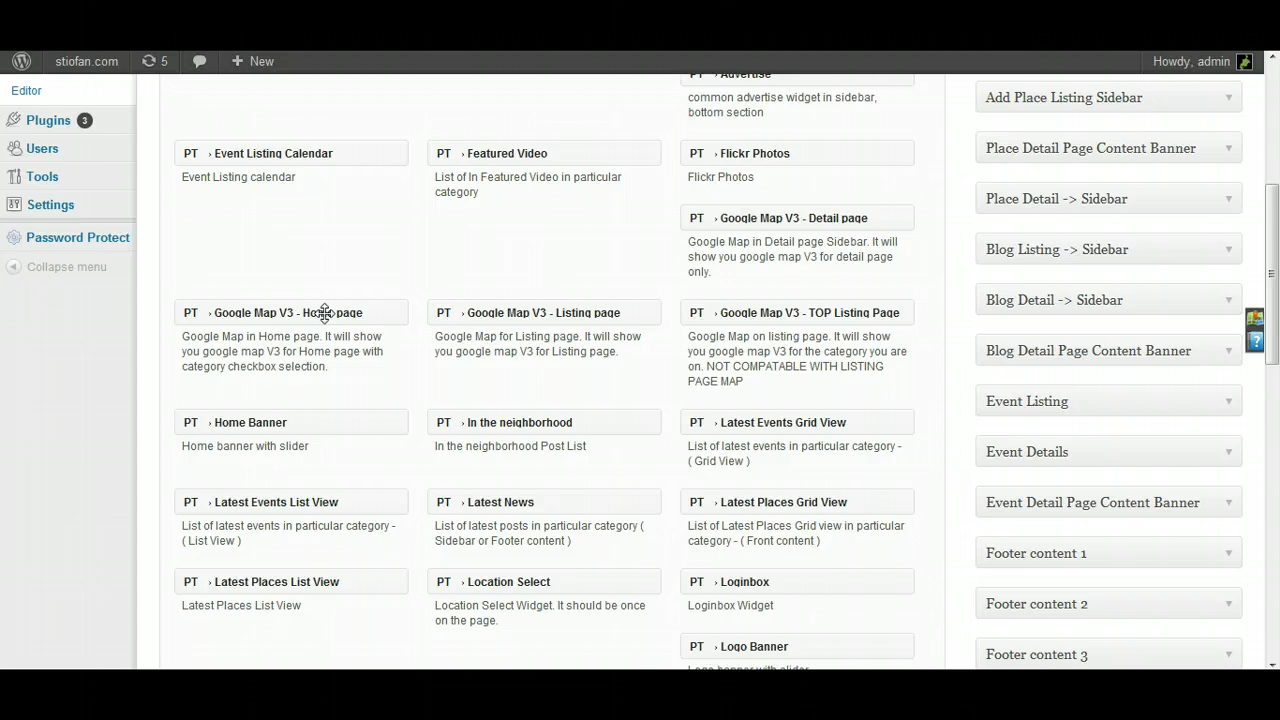 stiofan.com 5 New Howdy, admin
Editor
Plugins 3
Users
Tools
Settings
Password Protect
Collapse menu
PT › Advertise
common advertise widget in sidebar,
bottom section
PT › Event Listing Calendar
Event Listing calendar
PT › Featured Video
List of In Featured Video in particular
category
PT › Flickr Photos
Flickr Photos
PT › Google Map V3 - Detail page
Google Map in Detail page Sidebar. It will
show you google map V3 for detail page
only.
PT › Google Map V3 - Home page
Google Map in Home page. It will show
you google map V3 for Home page with
category checkbox selection.
PT › Google Map V3 - Listing page
Google Map for Listing page. It will show
you google map V3 for Listing page.
PT › Google Map V3 - TOP Listing Page
Google Map on listing page. It will show
you google map V3 for the category you are
on. NOT COMPATABLE WITH LISTING
PAGE MAP
PT › Home Banner
Home banner with slider
PT › In the neighborhood
In the neighborhood Post List
PT › Latest Events Grid View
List of latest events in particular category -
( Grid View )
PT › Latest Events List View
List of latest events in particular category -
( List View )
PT › Latest News
List of latest posts in particular category (
Sidebar or Footer content )
PT › Latest Places Grid View
List of Latest Places Grid view in particular
category - ( Front content )
PT › Latest Places List View
Latest Places List View
PT › Location Select
Location Select Widget. It should be once
on the page.
PT › Loginbox
Loginbox Widget
PT › Logo Banner
Logo banner with slider
Add Place Listing Sidebar
Place Detail Page Content Banner
Place Detail -> Sidebar
Blog Listing -> Sidebar
Blog Detail -> Sidebar
Blog Detail Page Content Banner
Event Listing
Event Details
Event Detail Page Content Banner
Footer content 1
Footer content 2
Footer content 3